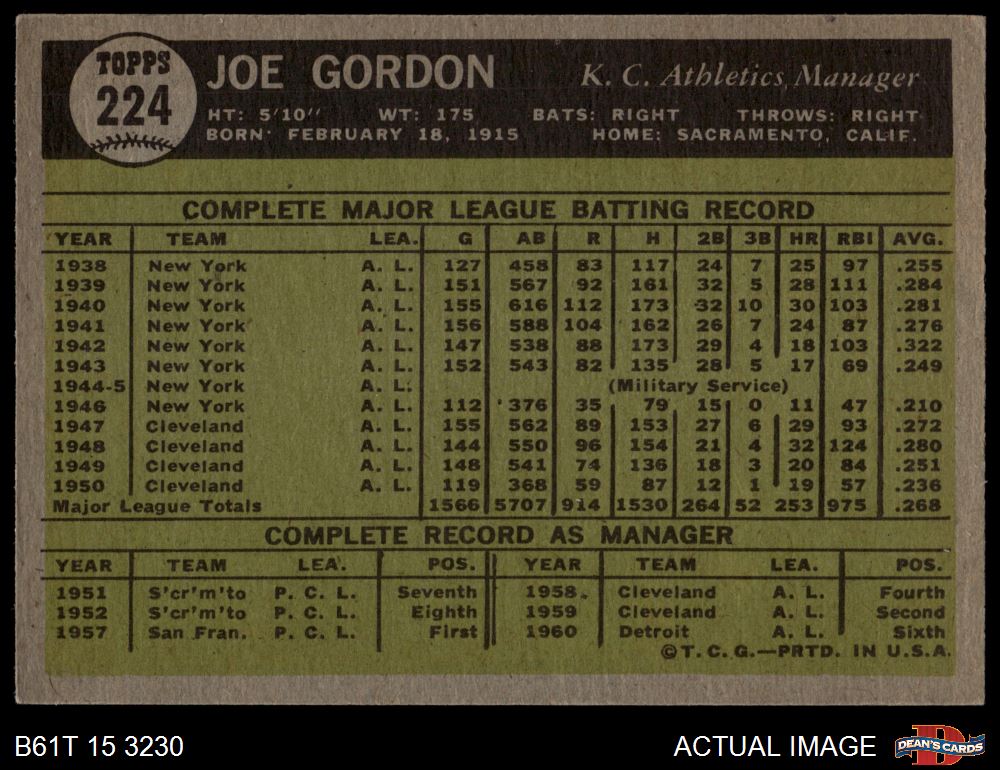 TOPPS
224
JOE GORDON K. C. Athletics, Manager
HT: 5'10" WT: 175 BATS: RIGHT THROWS: RIGHT
BORN: FEBRUARY 18, 1915 HOME: SACRAMENTO, CALIF.
COMPLETE MAJOR LEAGUE BATTING RECORD
YEAR TEAM LEA. G AB R H 2B 3B HR RBI AVG.
1938 New York A. L. 127 458 83 117 24 7 25 97 .255
1939 New York A. L. 151 567 92 161 32 5 28 111 .284
1940 New York A. L. 155 616 112 173 32 10 30 103 .281
1941 New York A. L. 156 588 104 162 26 7 24 87 .276
1942 New York A. L. 147 538 88 173 29 4 18 103 .322
1943 New York A. L. 152 543 82 135 28 5 17 69 .249
1944-5 New York A. L. (Military Service)
1946 New York A. L. 112 376 35 79 15 0 11 47 .210
1947 Cleveland A. L. 155 562 89 153 27 6 29 93 .272
1948 Cleveland A. L. 144 550 96 154 21 4 32 124 .280
1949 Cleveland A. L. 148 541 74 136 18 3 20 84 .251
1950 Cleveland A. L. 119 368 59 87 12 1 19 57 .236
Major League Totals 1566 5707 914 1530 264 52 253 975 .268
COMPLETE RECORD AS MANAGER
YEAR TEAM LEA. POS. YEAR TEAM LEA. POS.
1951 S'cr'm'to P. C. L. Seventh 1958 Cleveland A. L. Fourth
1952 S'cr'm'to P. C. L. Eighth 1959 Cleveland A. L. Second
1957 San Fran. P. C. L. First 1960 Detroit A. L. Sixth
©T. C. G.—PRTD. IN U.S.A.
B61T 15 3230 ACTUAL IMAGE DEAN'S CARDS